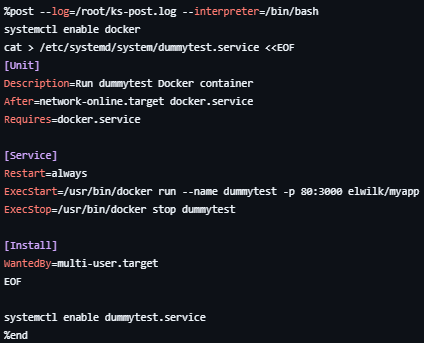 %post --log=/root/ks-post.log --interpreter=/bin/bash
systemctl enable docker
cat > /etc/systemd/system/dummytest.service <<EOF
[Unit]
Description=Run dummytest Docker container
After=network-online.target docker.service
Requires=docker.service

[Service]
Restart=always
ExecStart=/usr/bin/docker run --name dummytest -p 80:3000 elwilk/myapp
ExecStop=/usr/bin/docker stop dummytest

[Install]
WantedBy=multi-user.target
EOF

systemctl enable dummytest.service
%end